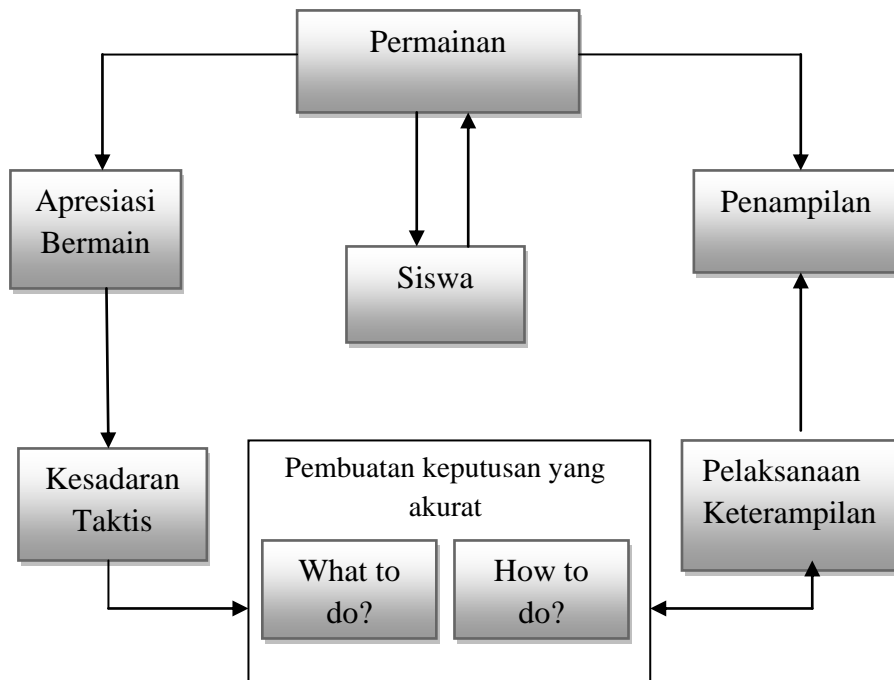 Permainan
Apresiasi
Bermain
Siswa
Penampilan
Kesadaran
Taktis
Pembuatan keputusan yang
akurat
What to
do?
How to
do?
Pelaksanaan
Keterampilan